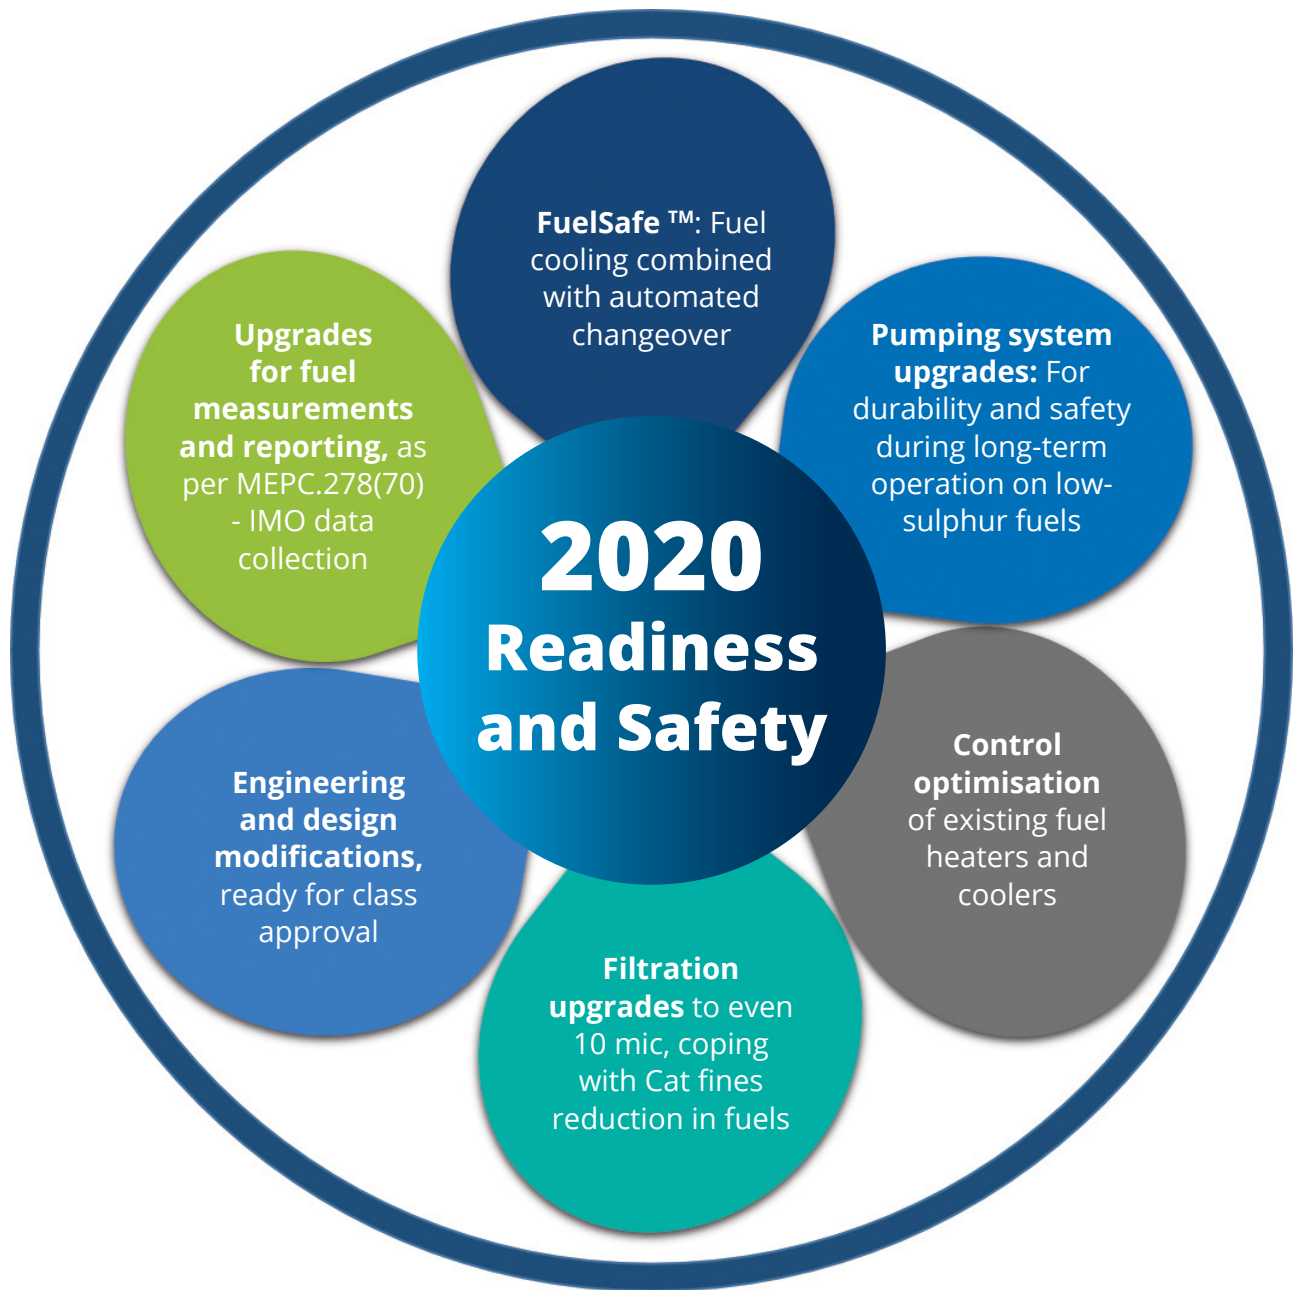 FuelSafe ™: Fuel
cooling combined
with automated
changeover
Pumping system
upgrades: For
durability and safety
during long-term
operation on low-
sulphur fuels
Control
optimisation
of existing fuel
heaters and
coolers
Filtration
upgrades to even
10 mic, coping
with Cat fines
reduction in fuels
Engineering
and design
modifications,
ready for class
approval
Upgrades
for fuel
measurements
and reporting, as
per MEPC.278(70)
- IMO data
collection
2020
Readiness
and Safety